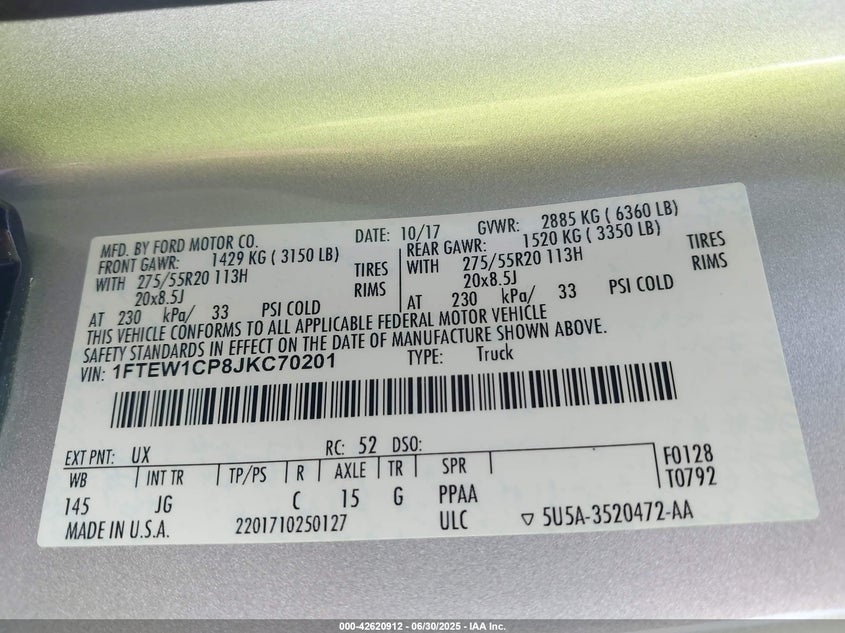 MFD. BY FORD MOTOR CO. DATE: 10/17 GVWR: 2885 KG ( 6360 LB)
FRONT GAWR: 1429 KG ( 3150 LB) REAR GAWR: 1520 KG ( 3350 LB)
WITH 275/55R20 113H TIRES WITH 275/55R20 113H TIRES
20x8.5J RIMS 20x8.5J RIMS
AT 230 kPa/ 33 PSI COLD AT 230 kPa/ 33 PSI COLD
THIS VEHICLE CONFORMS TO ALL APPLICABLE FEDERAL MOTOR VEHICLE
SAFETY STANDARDS IN EFFECT ON THE DATE OF MANUFACTURE SHOWN ABOVE.
VIN: 1FTEW1CP8JKC70201 TYPE: Truck
EXT PNT: UX RC: 52 DSO:
WB INT TR TP/PS R AXLE TR SPR F0128
145 JG C 15 G PPAA T0792
MADE IN U.S.A. 2201710250127 ULC ▽ 5U5A-3520472-AA
000-42620912 - 06/30/2025 - IAA Inc.